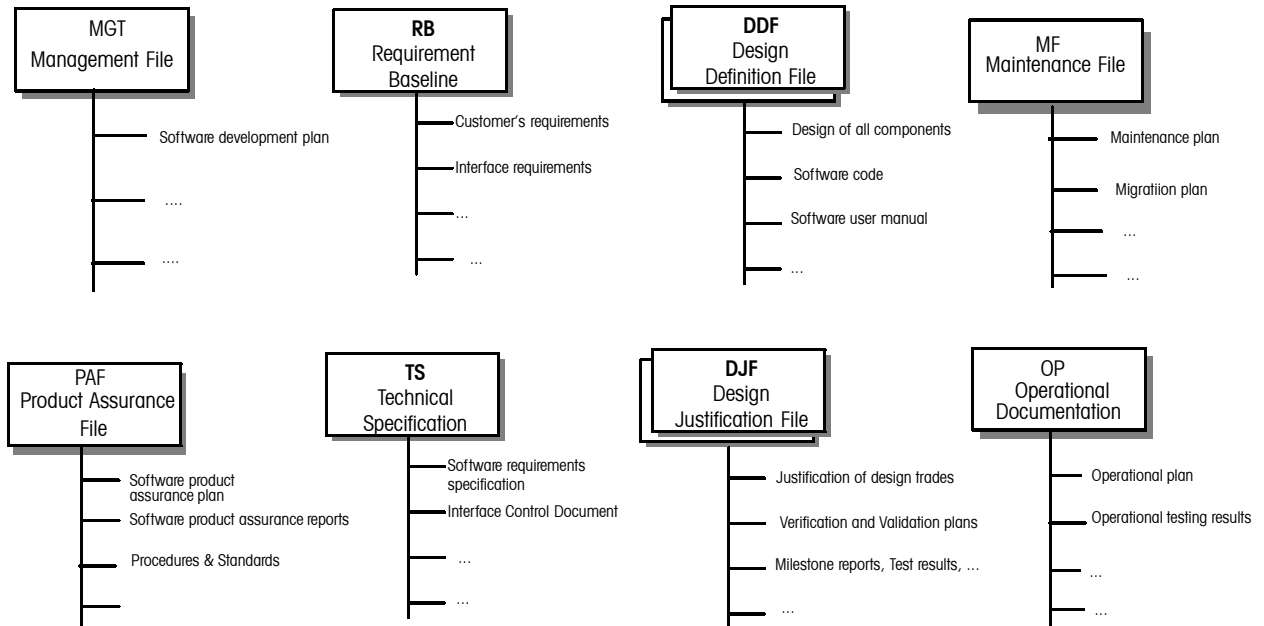 MGT
Management File
Software development plan
....
....
RB
Requirement
Baseline
Customer's requirements
Interface requirements
...
...
DDF
Design
Definition File
Design of all components
Software code
Software user manual
...
MF
Maintenance File
Maintenance plan
Migratiion plan
...
...
PAF
Product Assurance
File
Software product
assurance plan
Software product assurance reports
Procedures & Standards
TS
Technical
Specification
Software requirements
specification
Interface Control Document
...
...
DJF
Design
Justification File
Justification of design trades
Verification and Validation plans
Milestone reports, Test results, ...
...
OP
Operational
Documentation
Operational plan
Operational testing results
...
...